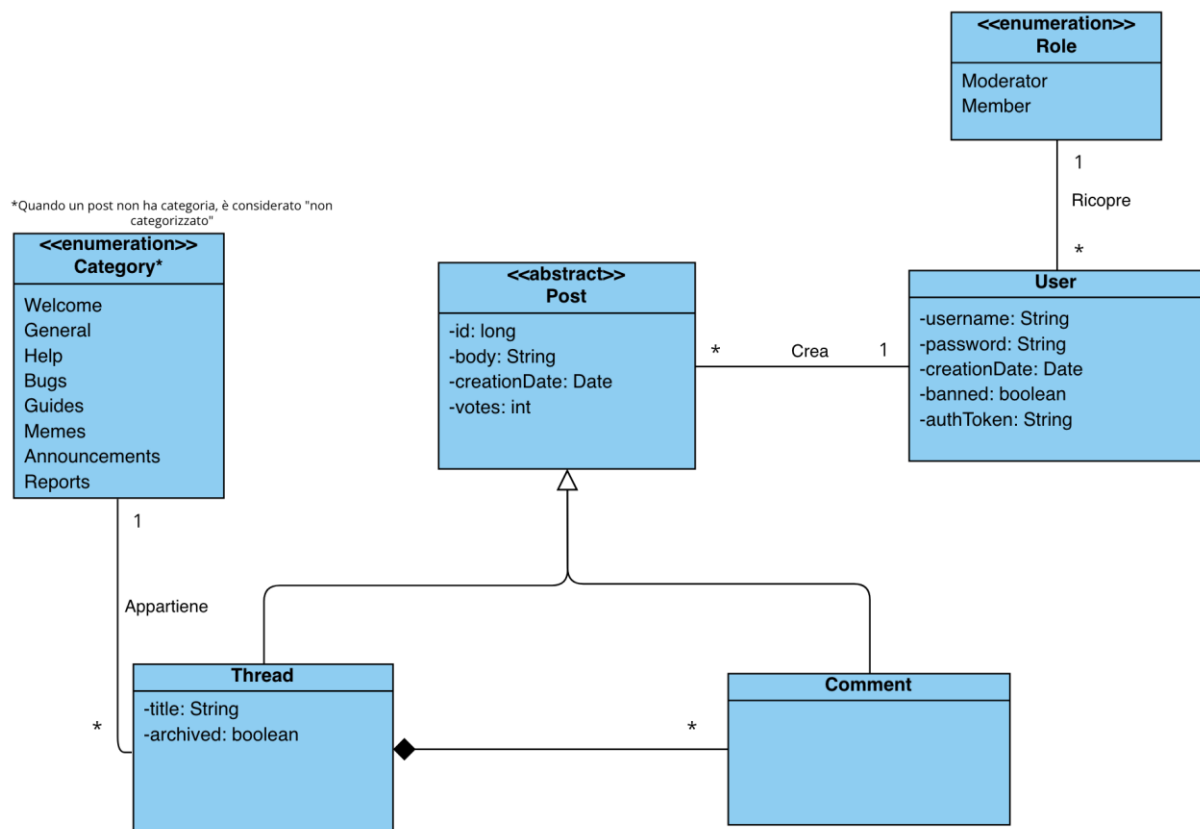 <<enumeration>>
Role
Moderator
Member
1
Ricopre
*
*Quando un post non ha categoria, è considerato "non
categorizzato"
<<enumeration>>
Category*
Welcome
General
Help
Bugs
Guides
Memes
Announcements
Reports
<<abstract>>
Post
-id: long
-body: String
-creationDate: Date
-votes: int
*
Crea
1
User
-username: String
-password: String
-creationDate: Date
-banned: boolean
-authToken: String
1
Appartiene
*
Thread
-title: String
-archived: boolean
*
Comment